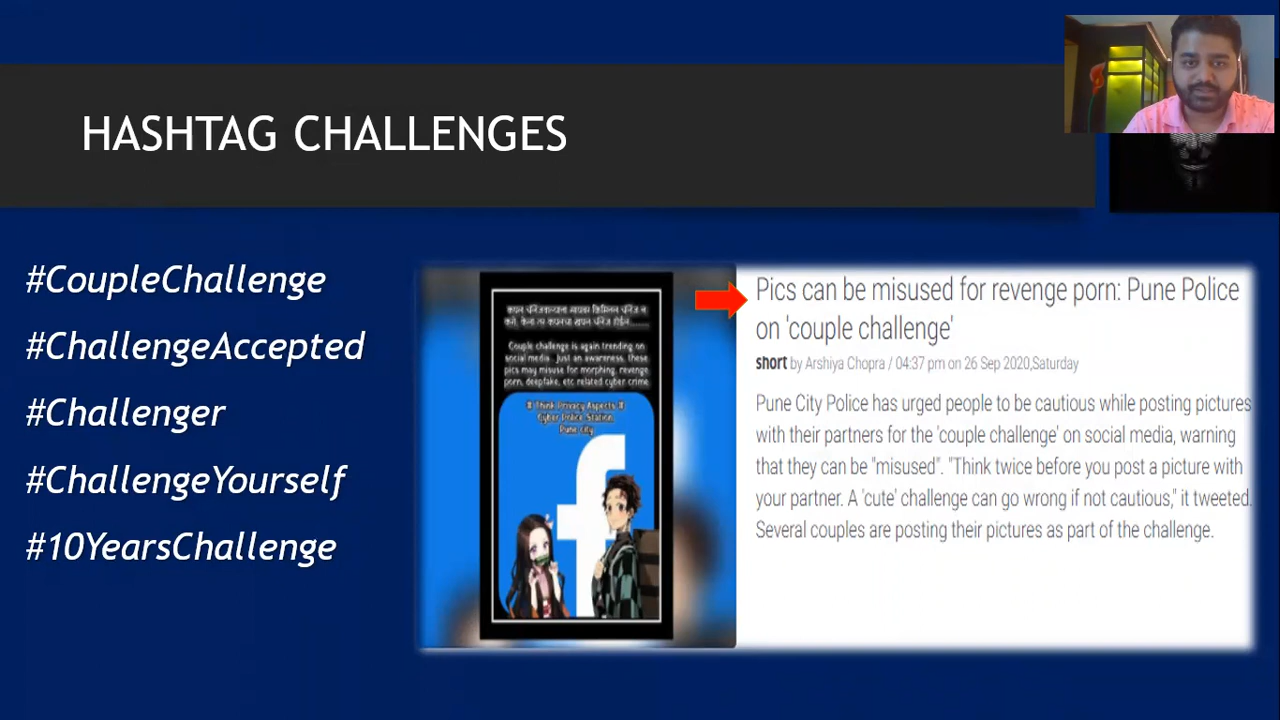 HASHTAG CHALLENGES
#CoupleChallenge
#ChallengeAccepted
#Challenger
#ChallengeYourself
#10YearsChallenge
Couple challenge is again trending on
social media. Just an awareness, these
pics may misuse for morphing, revenge
porn, deepfake, etc related cyber crime
# Think Privacy Aspects #
Cyber Police Station,
Pune city
Pics can be misused for revenge porn: Pune Police
on 'couple challenge'
short by Arshiya Chopra / 04:37 pm on 26 Sep 2020,Saturday
Pune City Police has urged people to be cautious while posting pictures
with their partners for the 'couple challenge' on social media, warning
that they can be "misused". "Think twice before you post a picture with
your partner. A 'cute' challenge can go wrong if not cautious," it tweeted.
Several couples are posting their pictures as part of the challenge.